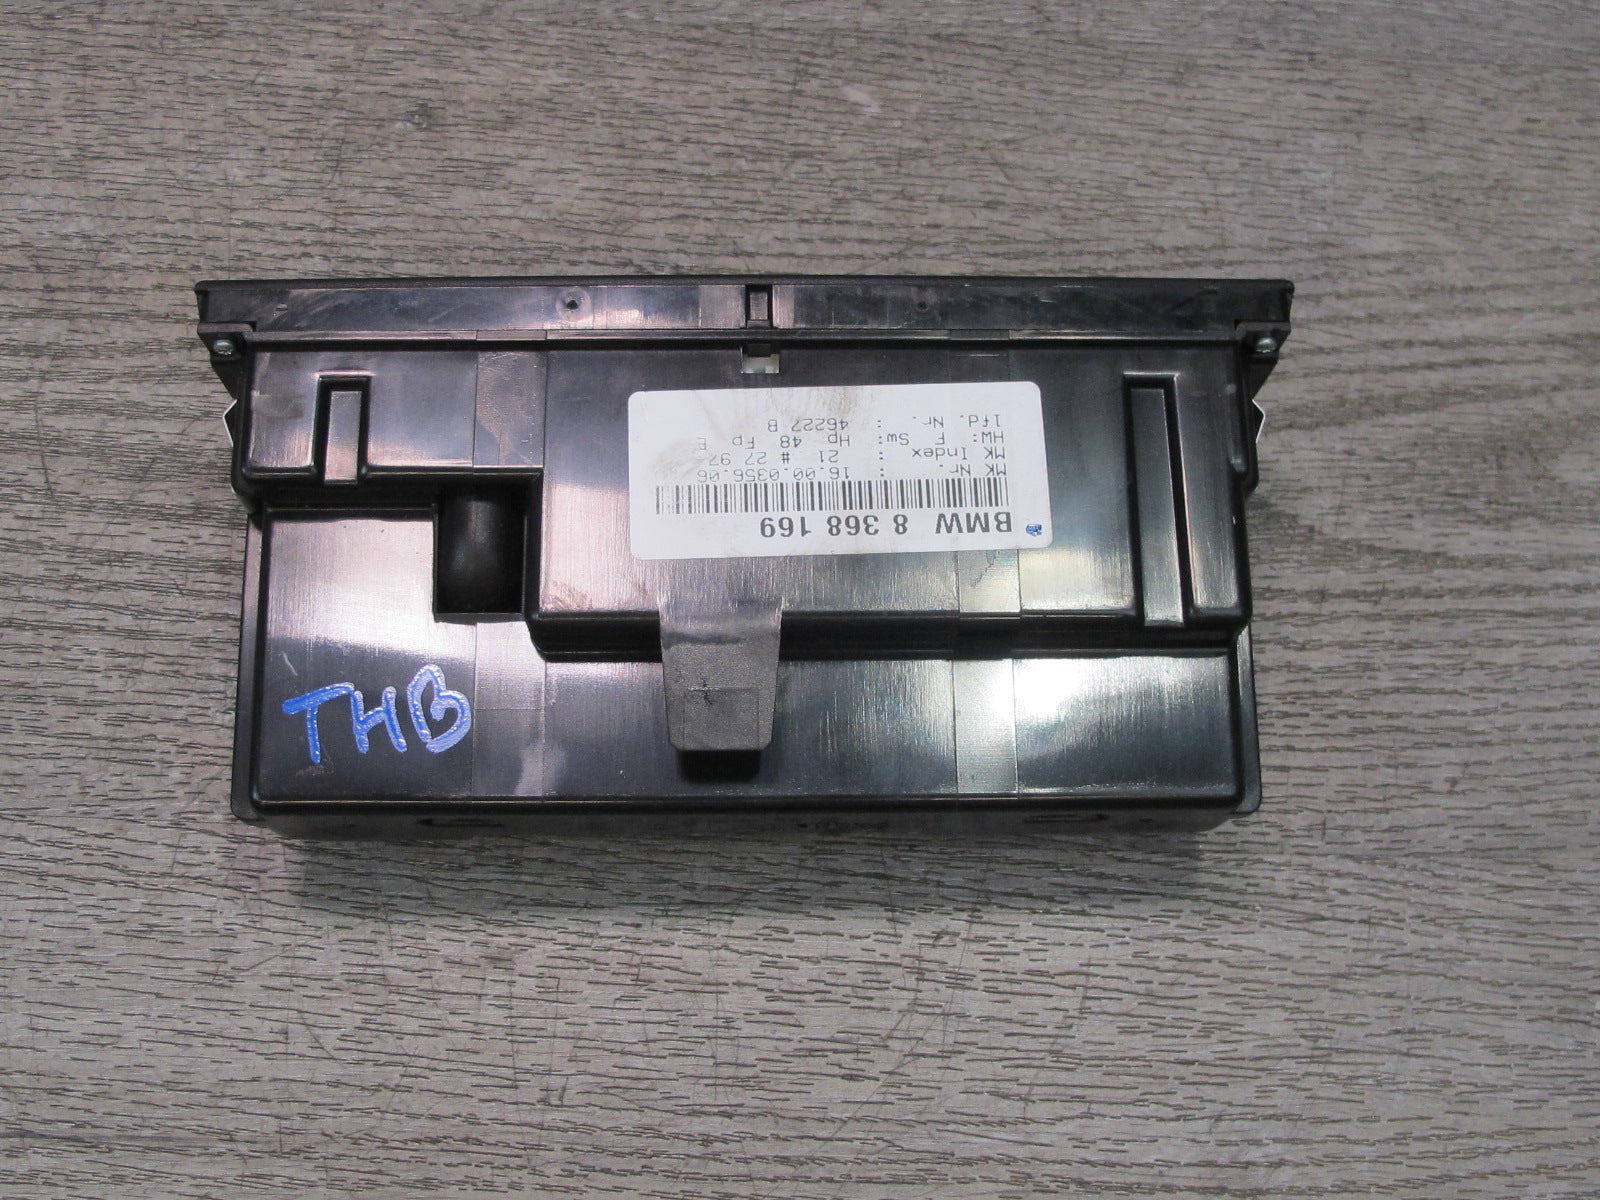 BMW 8 368 169
MK Nr. : 16.00.0356.06
MK Index : 21 # 27 97
HW: F Sw: Hp 48 Fp E
lfd. Nr. : 46227 B
THB